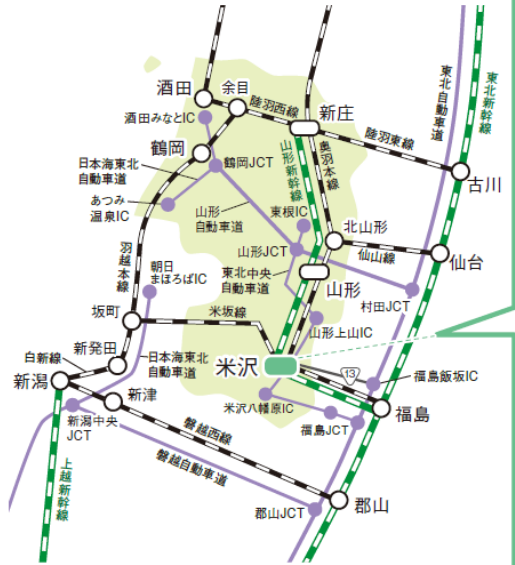 酒田
余目
陸羽西線
新庄
酒田みなとIC
鶴岡
鶴岡JCT
日本海東北
自動車道
あつみ
温泉IC
山形
自動車道
山形新幹線
奥羽本線
陸羽東線
東北自動車道
東北新幹線
古川
東根IC
北山形
山形JCT
仙山線
仙台
東北中央
自動車道
山形
村田JCT
羽越本線
朝日
まほろばIC
坂町
米坂線
山形上山IC
新発田
白新線
日本海東北
自動車道
米沢
13
福島飯坂IC
新潟
新津
米沢八幡原IC
福島
新潟中央
JCT
福島JCT
磐越西線
磐越自動車道
上越新幹線
郡山JCT
郡山